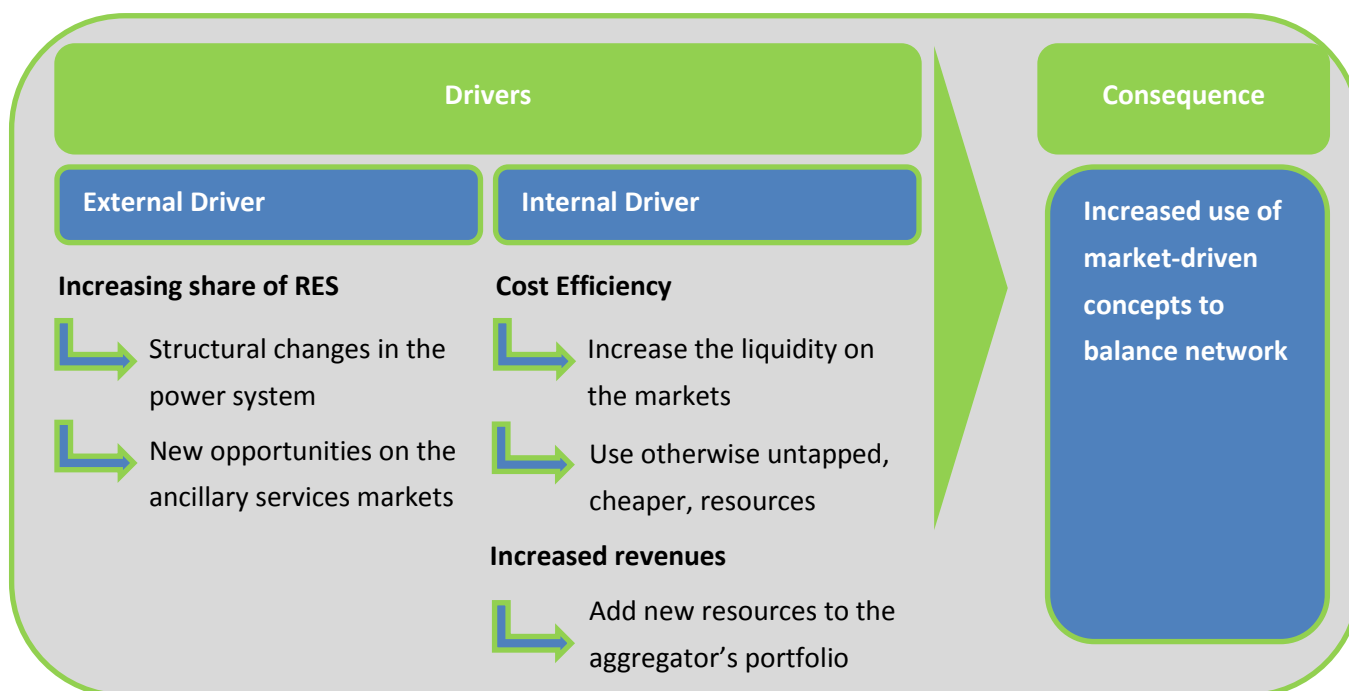 Drivers
Consequence
External Driver
Internal Driver
Increasing share of RES
Structural changes in the
power system
New opportunities on the
ancillary services markets
Cost Efficiency
Increase the liquidity on
the markets
Use otherwise untapped,
cheaper, resources
Increased revenues
Add new resources to the
aggregator’s portfolio
Increased use of
market-driven
concepts to
balance network